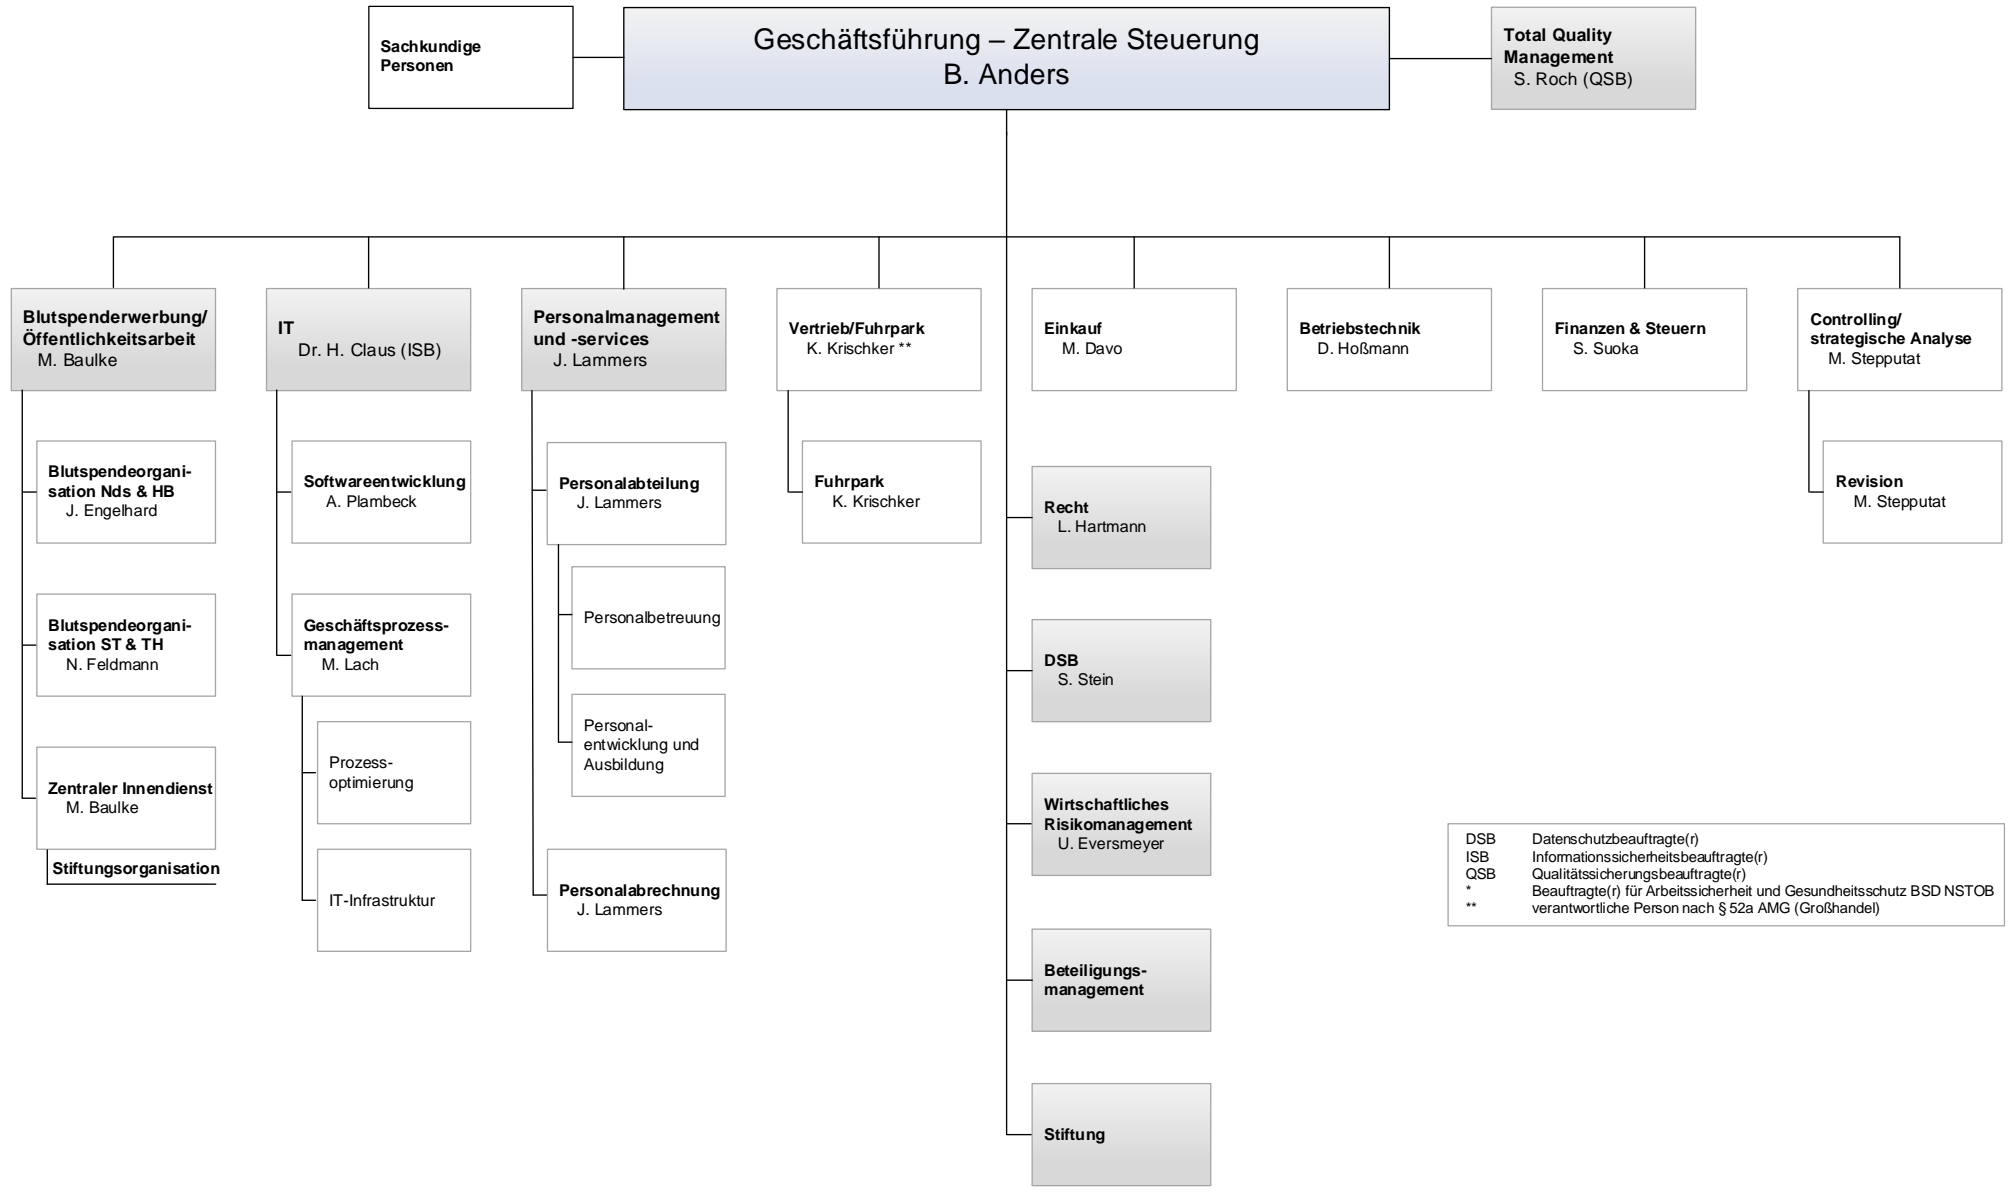 Sachkundige
Personen
Geschäftsführung – Zentrale Steuerung
B. Anders
Total Quality
Management
S. Roch (QSB)
Blutspenderwerbung/
Öffentlichkeitsarbeit
M. Baulke
IT
Dr. H. Claus (ISB)
Personalmanagement
und -services
J. Lammers
Vertrieb/Fuhrpark
K. Krischker **
Einkauf
M. Davo
Betriebstechnik
D. Hoßmann
Finanzen & Steuern
S. Suoka
Controlling/
strategische Analyse
M. Stepputat
Blutspendeorgani-
sation Nds & HB
J. Engelhard
Blutspendeorgani-
sation ST & TH
N. Feldmann
Zentraler Innendienst
M. Baulke
Stiftungsorganisation
Softwareentwicklung
A. Plambeck
Geschäftsprozess-
management
M. Lach
Prozess-
optimierung
IT-Infrastruktur
Personalabteilung
J. Lammers
Personalbetreuung
Personal-
entwicklung und
Ausbildung
Personalabrechnung
J. Lammers
Fuhrpark
K. Krischker
Recht
L. Hartmann
DSB
S. Stein
Wirtschaftliches
Risikomanagement
U. Eversmeyer
Beteiligungs-
management
Stiftung
Revision
M. Stepputat
DSB Datenschutzbeauftragte(r)
ISB Informationssicherheitsbeauftragte(r)
QSB Qualitätssicherungsbeauftragte(r)
* Beauftragte(r) für Arbeitssicherheit und Gesundheitsschutz BSD NSTOB
** verantwortliche Person nach § 52a AMG (Großhandel)